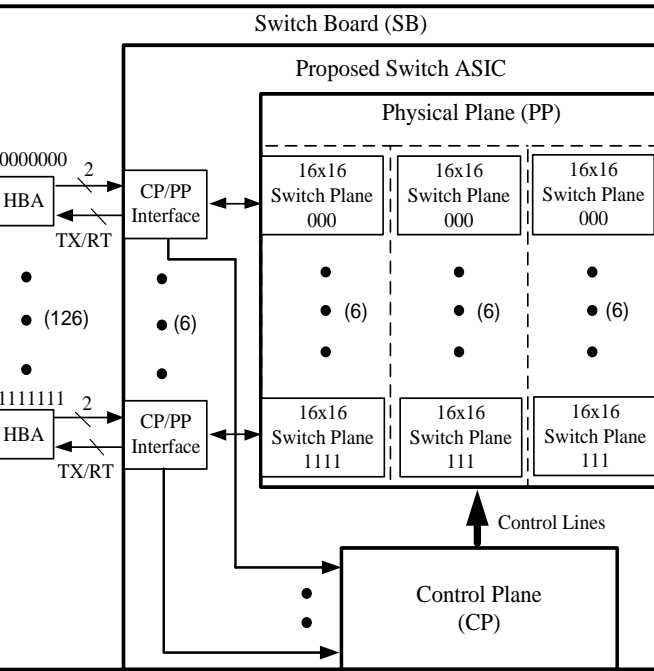 Switch Board (SB)
Proposed Switch ASIC
Physical Plane (PP)
0000000
2
HBA
TX/RT
CP/PP
Interface
16x16
Switch Plane
000
16x16
Switch Plane
000
16x16
Switch Plane
000
(126)
(6)
(6)
(6)
(6)
1111111
2
HBA
TX/RT
CP/PP
Interface
16x16
Switch Plane
1111
16x16
Switch Plane
111
16x16
Switch Plane
111
Control Lines
Control Plane
(CP)